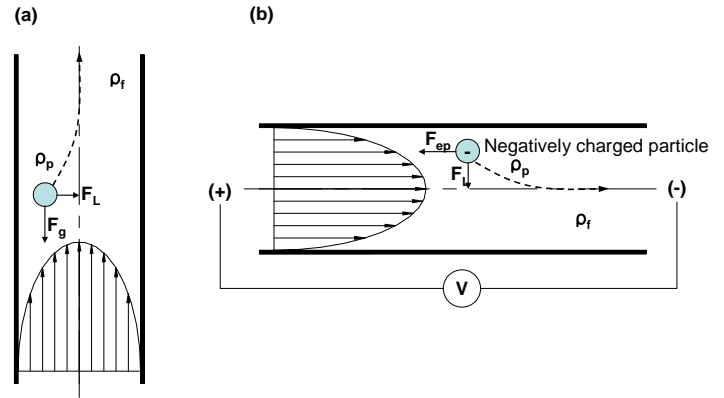 (a)
ρf
ρp
FL
Fg
(b)
Fep
- Negatively charged particle
ρp
FL
(+)
(-)
ρf
V